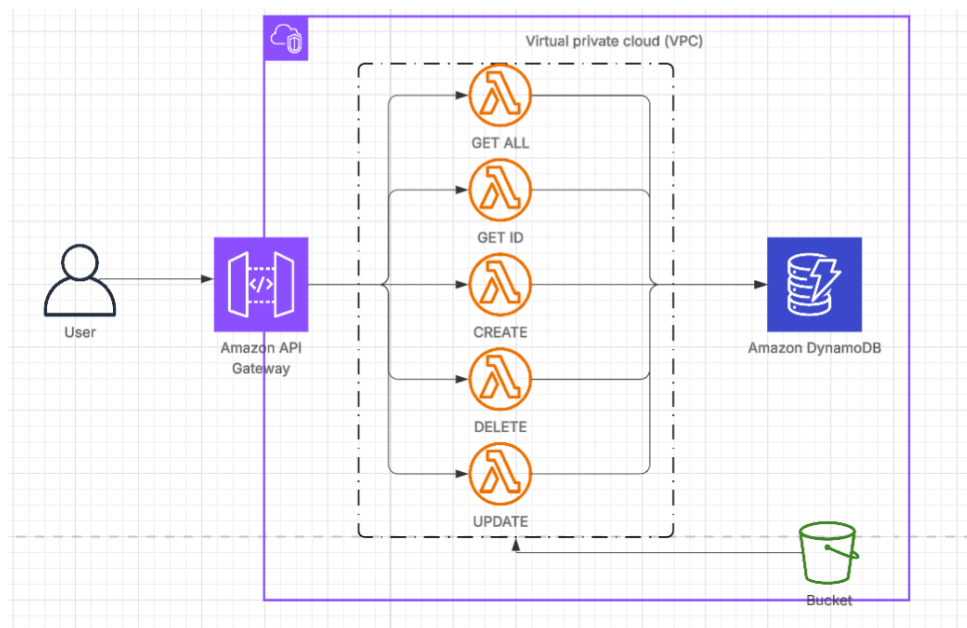 Virtual private cloud (VPC)
GET ALL
GET ID
CREATE
DELETE
UPDATE
User
Amazon API
Gateway
</>
Amazon DynamoDB
Bucket